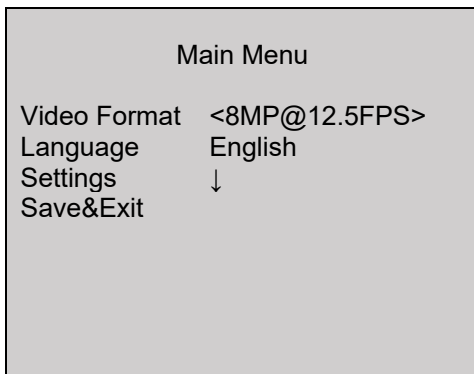 Main Menu
Video Format <8MP@12.5FPS>
Language English
Settings ↓
Save&Exit